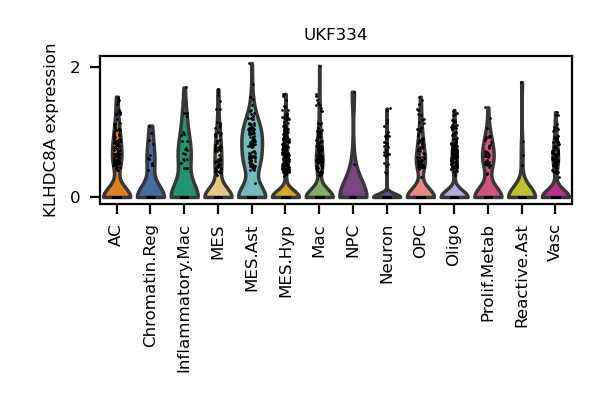 UKF334
KLHDC8A expression
2
0
AC
Chromatin.Reg
Inflammatory.Mac
MES
MES.Ast
MES.Hyp
Mac
NPC
Neuron
OPC
Oligo
Prolif.Metab
Reactive.Ast
Vasc